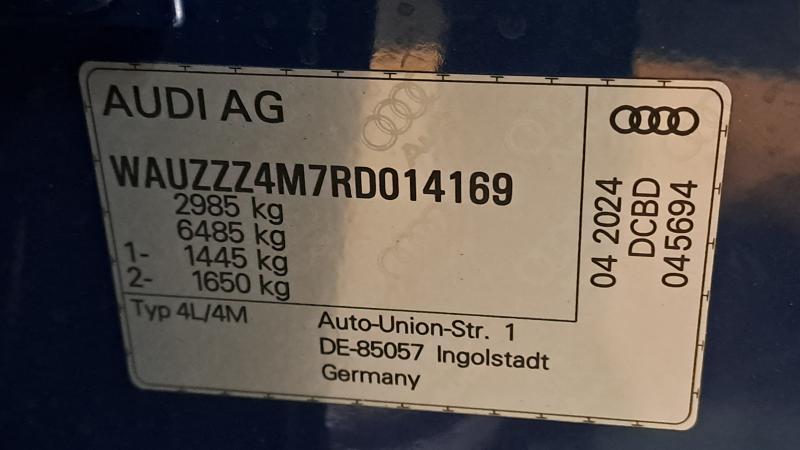 AUDI AG
WAUZZZ4M7RD014169
2985 kg
6485 kg
1- 1445 kg
2- 1650 kg
Typ 4L/4M
Auto-Union-Str. 1
DE-85057 Ingolstadt
Germany
04 2024
DCBD
045694